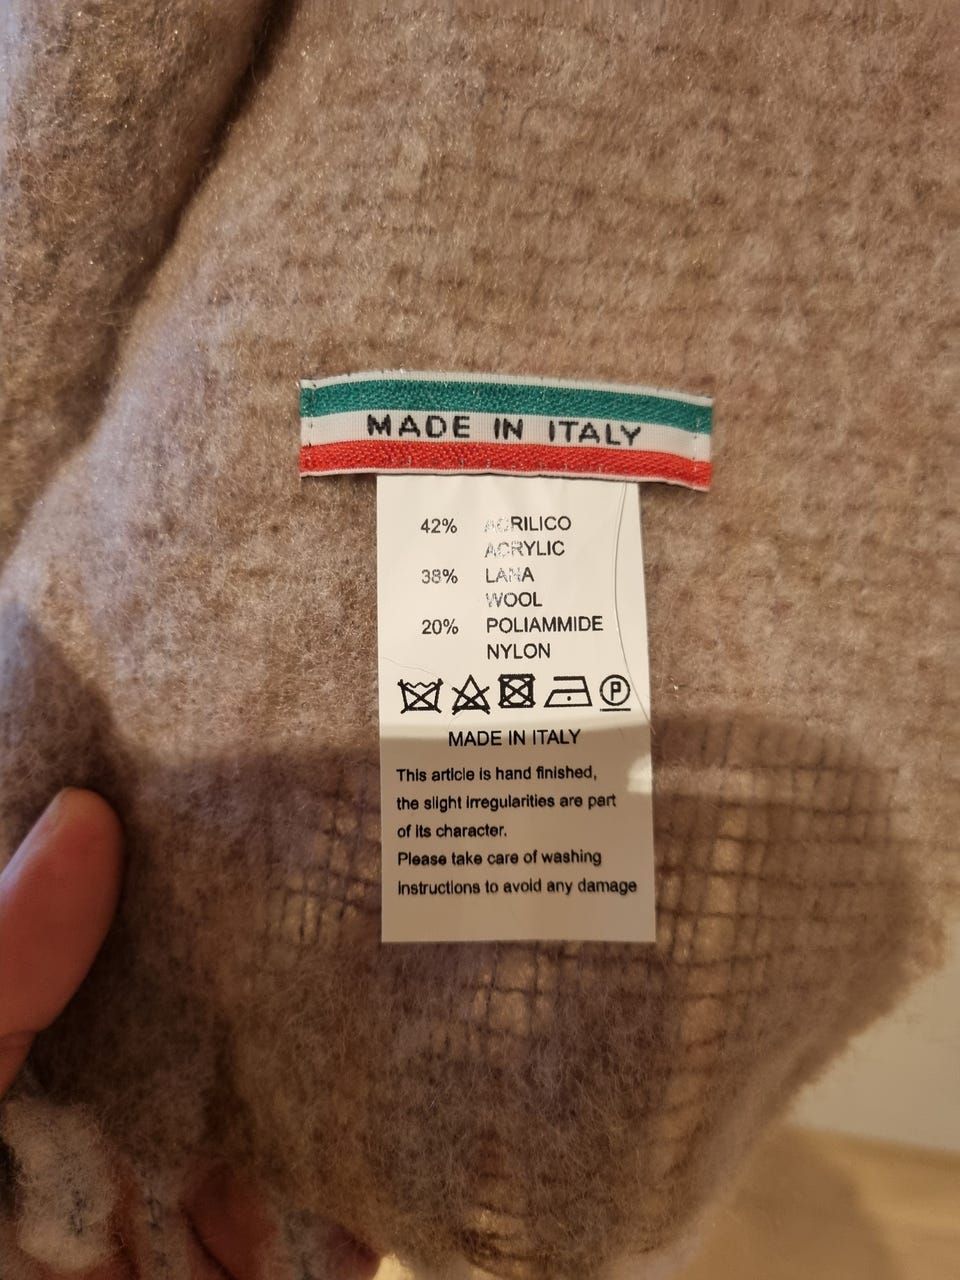 MADE IN ITALY
42% ACRILICO
ACRYLIC
38% LANA
WOOL
20% POLIAMMIDE
NYLON
P
MADE IN ITALY
This article is hand finished,
the slight irregularities are part
of its character.
Please take care of washing
instructions to avoid any damage